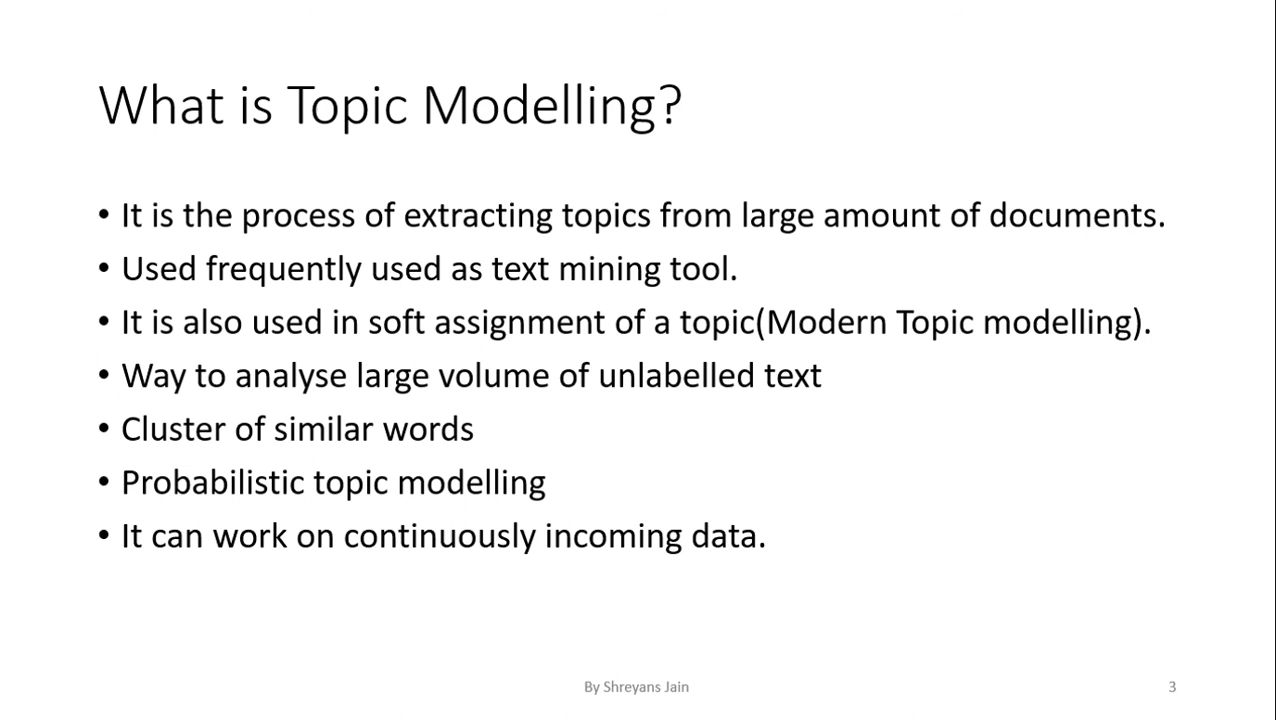 What is Topic Modelling?
• It is the process of extracting topics from large amount of documents.
• Used frequently used as text mining tool.
• It is also used in soft assignment of a topic(Modern Topic modelling).
• Way to analyse large volume of unlabelled text
• Cluster of similar words
• Probabilistic topic modelling
• It can work on continuously incoming data.
By Shreyans Jain
3